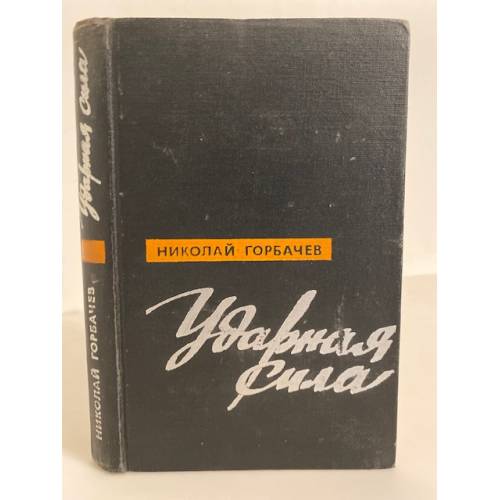 Ударная сила
НИКОЛАЙ ГОРБАЧЕВ
НИКОЛАЙ ГОРБАЧЕВ
Ударная
сила